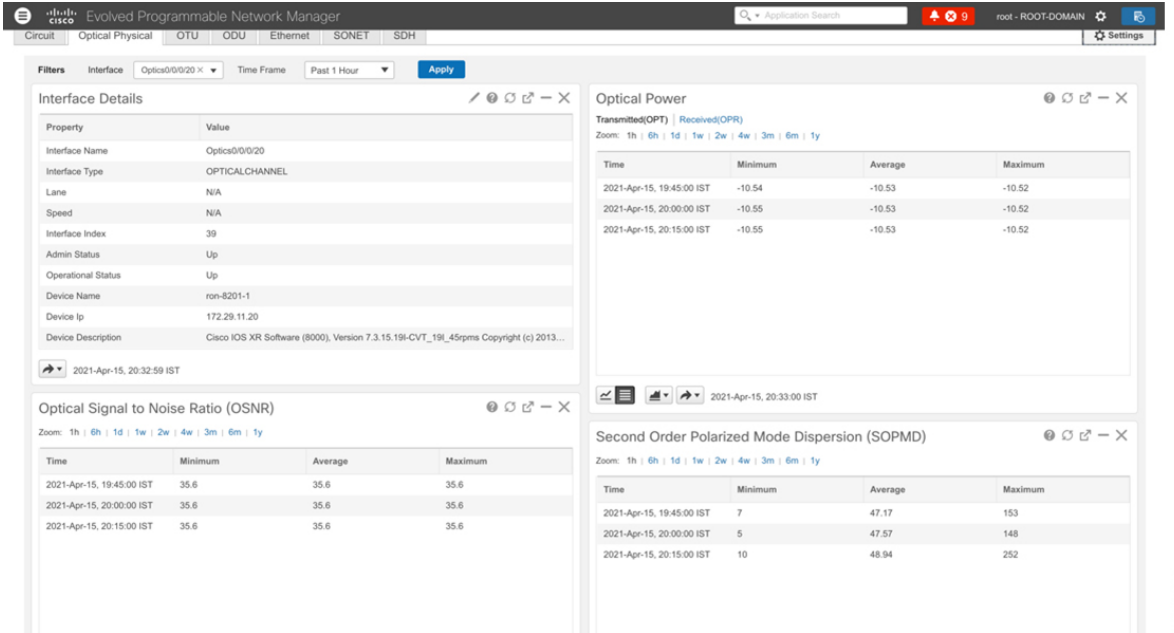 cisco Evolved Programmable Network Manager Application Search 9 root - ROOT-DOMAIN
Circuit Optical Physical OTU ODU Ethernet SONET SDH Settings
Filters Interface Optics0/0/0/20 Time Frame Past 1 Hour Apply
Interface Details
Property Value
Interface Name Optics0/0/0/20
Interface Type OPTICALCHANNEL
Lane N/A
Speed N/A
Interface Index 39
Admin Status Up
Operational Status Up
Device Name ron-8201-1
Device Ip 172.29.11.20
Device Description Cisco IOS XR Software (8000), Version 7.3.15.19I-CVT_19I_45rpms Copyright (c) 2013...
2021-Apr-15, 20:32:59 IST
Optical Power
Transmitted(OPT) | Received(OPR)
Zoom: 1h | 6h | 1d | 1w | 2w | 4w | 3m | 6m | 1y
Time Minimum Average Maximum
2021-Apr-15, 19:45:00 IST -10.54 -10.53 -10.52
2021-Apr-15, 20:00:00 IST -10.55 -10.53 -10.52
2021-Apr-15, 20:15:00 IST -10.55 -10.53 -10.52
2021-Apr-15, 20:33:00 IST
Optical Signal to Noise Ratio (OSNR)
Zoom: 1h | 6h | 1d | 1w | 2w | 4w | 3m | 6m | 1y
Time Minimum Average Maximum
2021-Apr-15, 19:45:00 IST 35.6 35.6 35.6
2021-Apr-15, 20:00:00 IST 35.6 35.6 35.6
2021-Apr-15, 20:15:00 IST 35.6 35.6 35.6
Second Order Polarized Mode Dispersion (SOPMD)
Zoom: 1h | 6h | 1d | 1w | 2w | 4w | 3m | 6m | 1y
Time Minimum Average Maximum
2021-Apr-15, 19:45:00 IST 7 47.17 153
2021-Apr-15, 20:00:00 IST 5 47.57 148
2021-Apr-15, 20:15:00 IST 10 48.94 252